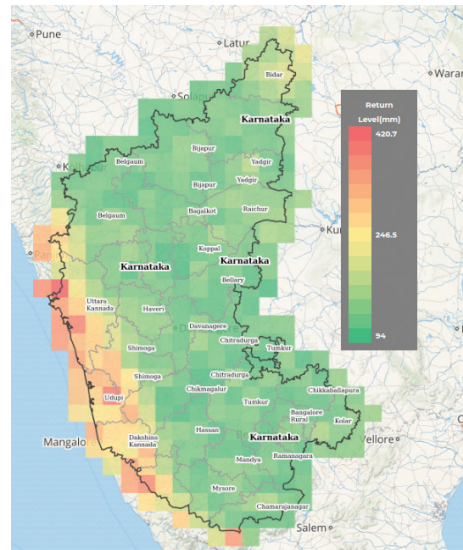 Pune
Latur
Bidar
Waran
Solapur
Return
Level(mm)
420.7
Karnataka
Bijapur
Belgaum
Yadgir
Bijapur
Yadgir
Belgaum
Bagalkot
Raichur
246.5
Koppal
Karnataka
Karnataka
Bellary
Uttara
Kannada
Haveri
94
Davanagere
Chitradurga
Shimoga
Tumkur
Shimoga
Chitradurga
Chikkaballapura
Chikmagalur
Udupi
Tumkur
Bangalore
Rural
Kolar
Hassan
Karnataka
Mangalo
Dakshina
Kannada
Vellore
Ramanagara
Mandya
Mysore
Chamarajanagar
Salem